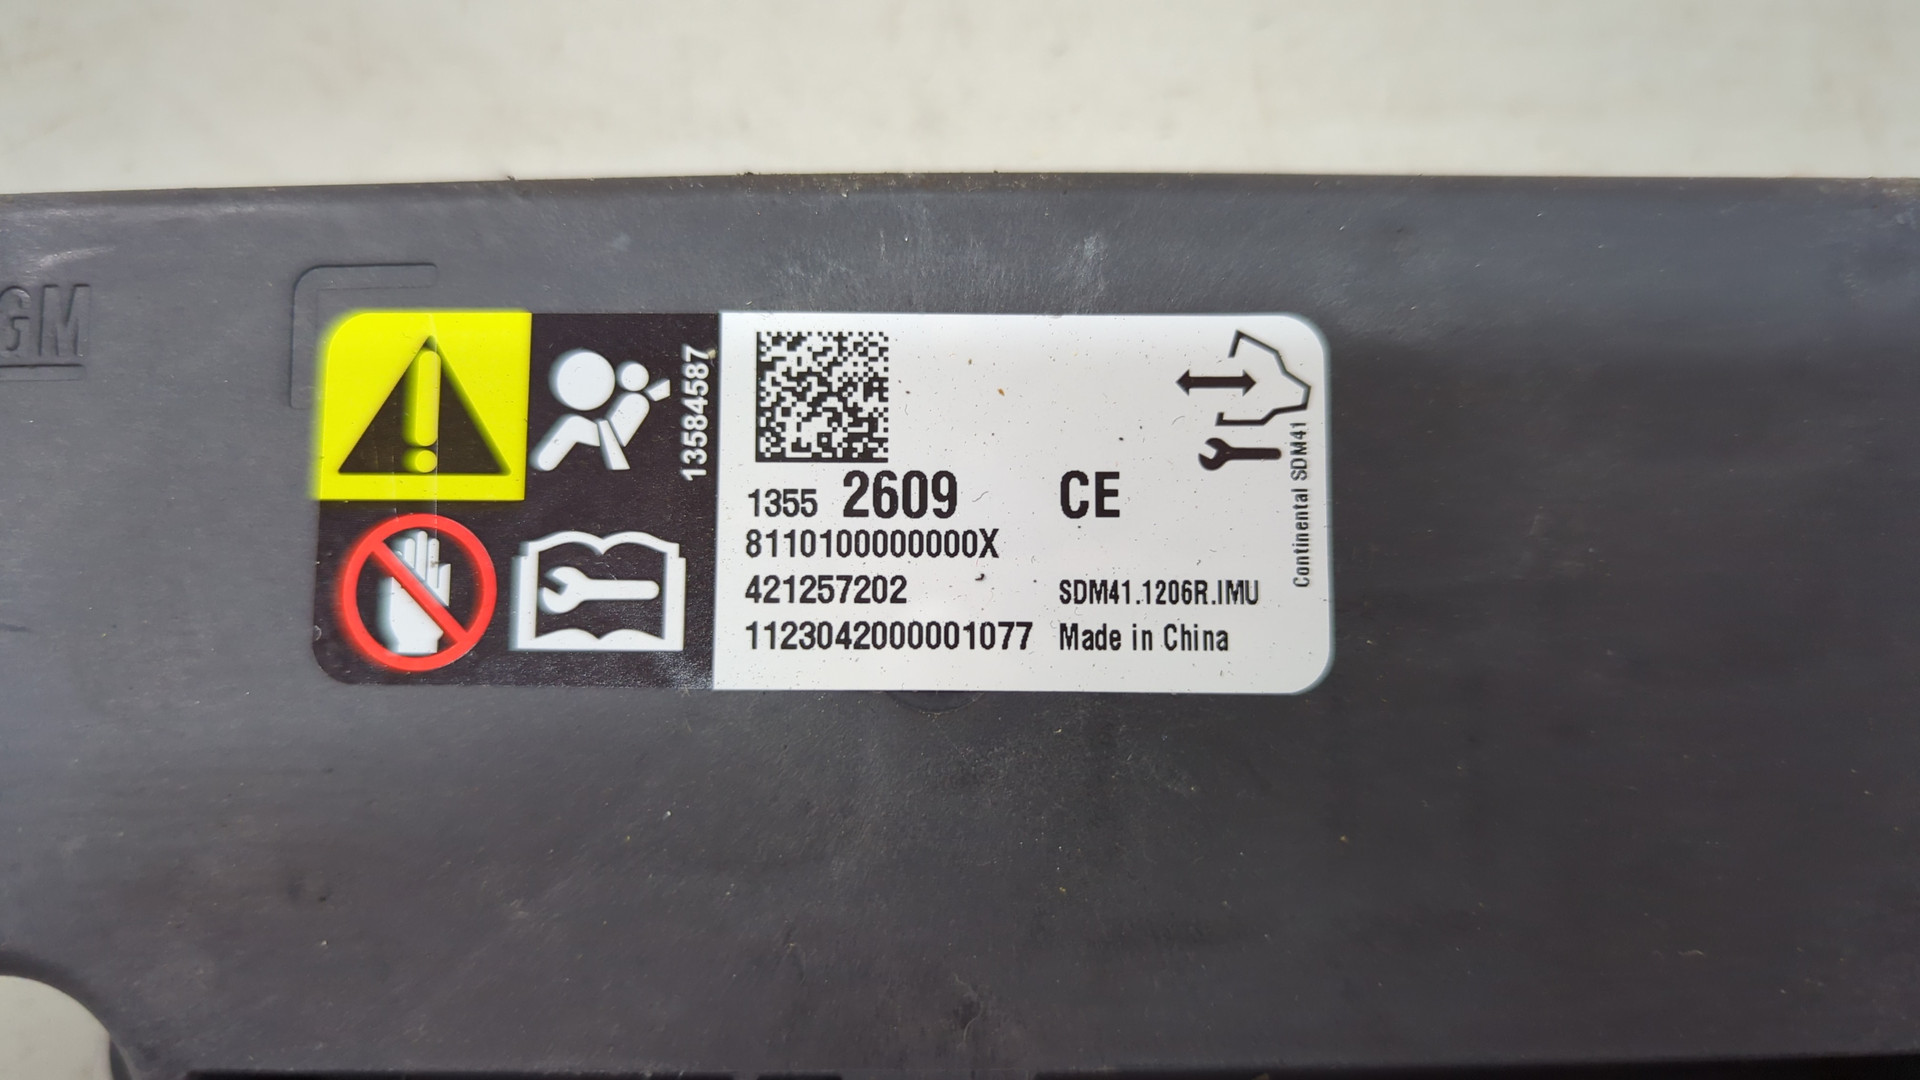 GM
13584587
1355 2609 CE
8110100000000X
421257202 SDM41.1206R.IMU
1123042000001077 Made in China
Continental SDM41